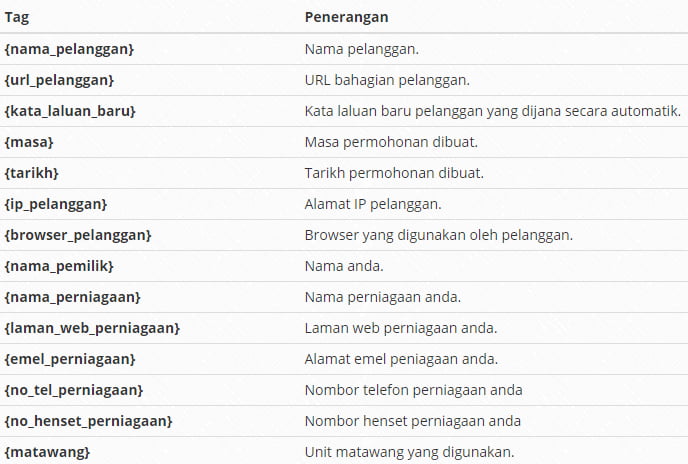 Tag Penerangan
{nama_pelanggan} Nama pelanggan.
{url_pelanggan} URL bahagian pelanggan.
{kata_laluan_baru} Kata laluan baru pelanggan yang dijana secara automatik.
{masa} Masa permohonan dibuat.
{tarikh} Tarikh permohonan dibuat.
{ip_pelanggan} Alamat IP pelanggan.
{browser_pelanggan} Browser yang digunakan oleh pelanggan.
{nama_pemilik} Nama anda.
{nama_perniagaan} Nama perniagaan anda.
{laman_web_perniagaan} Laman web perniagaan anda.
{emel_perniagaan} Alamat emel peniagaan anda.
{no_tel_perniagaan} Nombor telefon perniagaan anda
{no_henset_perniagaan} Nombor henset perniagaan anda
{matawang} Unit matawang yang digunakan.